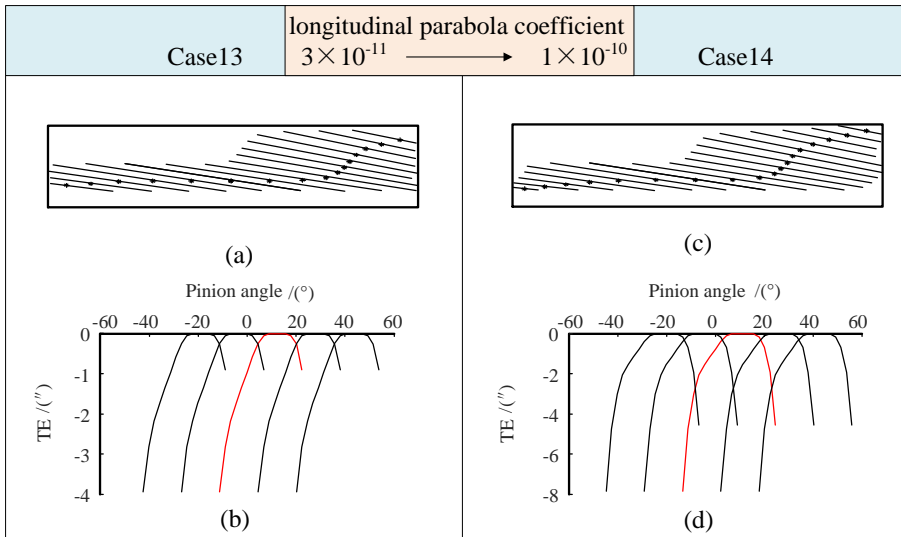 longitudinal parabola coefficient
Case13 3×10⁻¹¹ 1×10⁻¹⁰ Case14
(a)
(c)
Pinion angle /(°)
-60 -40 -20 0 20 40 60
0
-1
-2
-3
-4
TE /(″)
(b)
Pinion angle /(°)
-60 -40 -20 0 20 40 60
0
-2
-4
-6
-8
TE /(″)
(d)